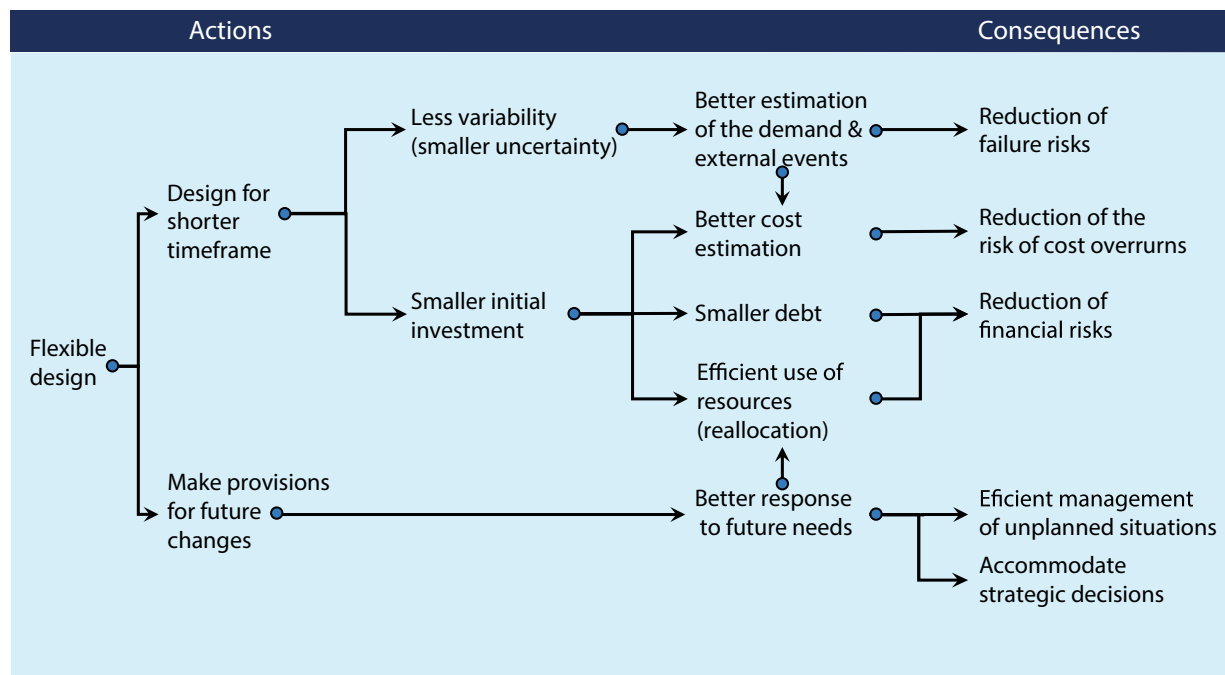 Actions
Consequences
Flexible
design
Design for
shorter
timeframe
Make provisions
for future
changes
Less variability
(smaller uncertainty)
Smaller initial
investment
Better estimation
of the demand &
external events
Better cost
estimation
Smaller debt
Efficient use of
resources
(reallocation)
Better response
to future needs
Reduction of
failure risks
Reduction of the
risk of cost overruns
Reduction of
financial risks
Eficient management
of unplanned situations
Accommodate
strategic decisions